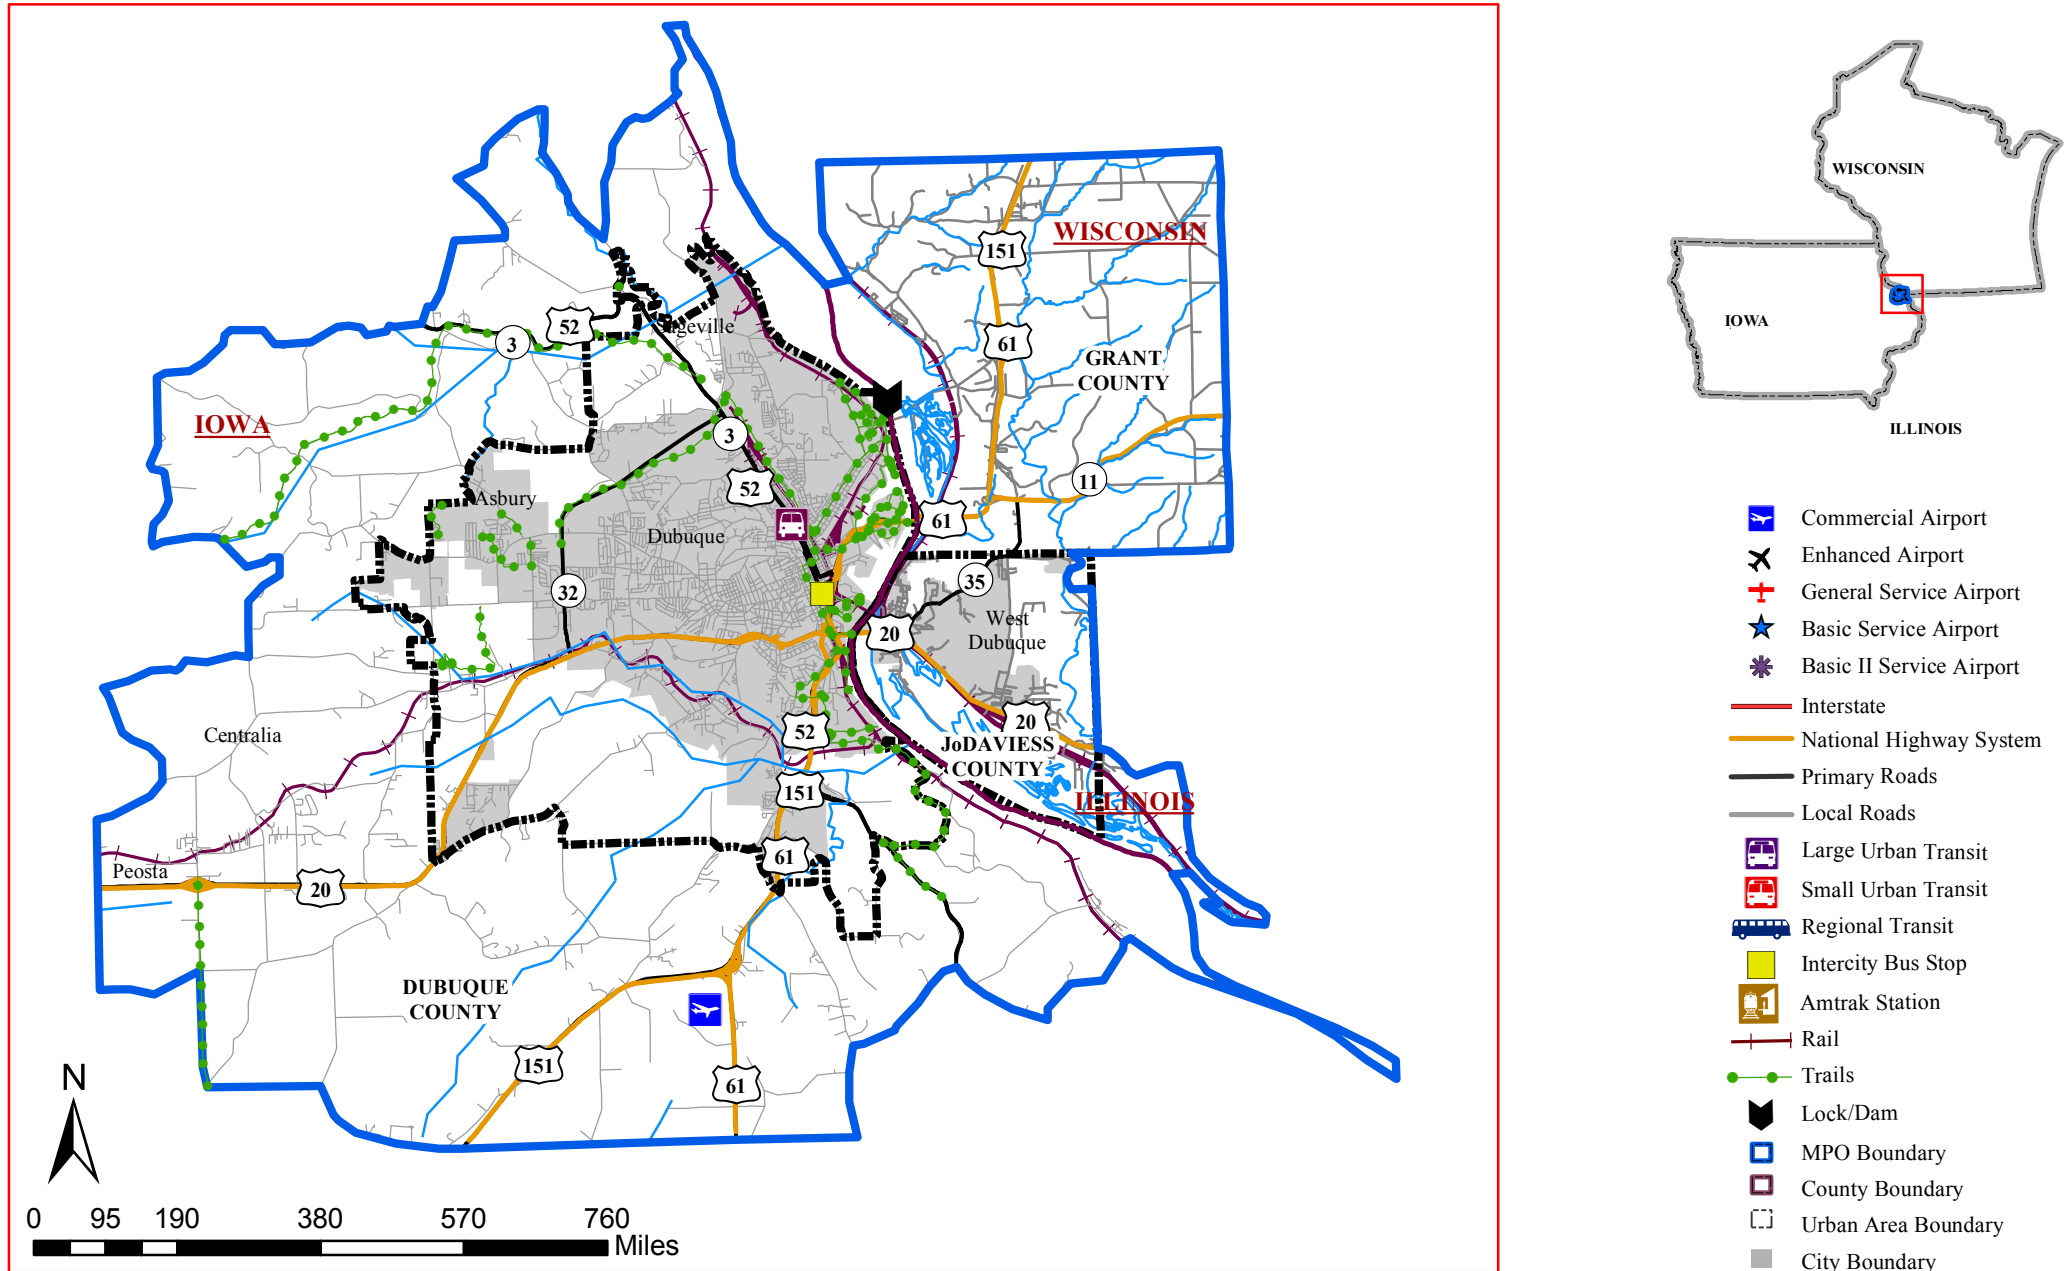 WISCONSIN
151
52
3
Sageville
61
GRANT
COUNTY
IOWA
3
11
52
Asbury
61
Dubuque
35
32
West
Dubuque
20
20
52
Centralia
JoDAVIESS
COUNTY
151
ILLINOIS
61
Peosta
20
DUBUQUE
COUNTY
151
61
N
0 95 190 380 570 760
Miles
WISCONSIN
IOWA
ILLINOIS
Commercial Airport
Enhanced Airport
General Service Airport
Basic Service Airport
Basic II Service Airport
Interstate
National Highway System
Primary Roads
Local Roads
Large Urban Transit
Small Urban Transit
Regional Transit
Intercity Bus Stop
Amtrak Station
Rail
Trails
Lock/Dam
MPO Boundary
County Boundary
Urban Area Boundary
City Boundary